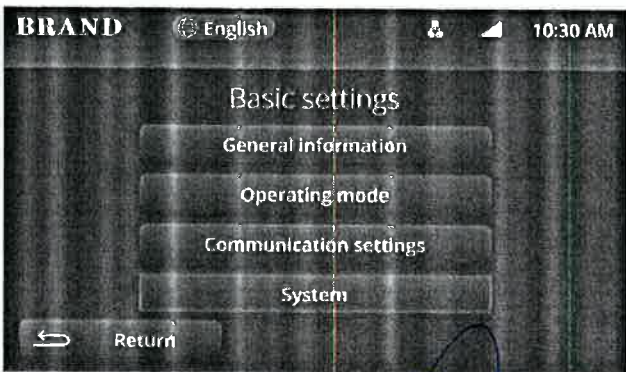 BRAND English 10:30 AM
Basic settings
General information
Operating mode
Communication settings
System
Return